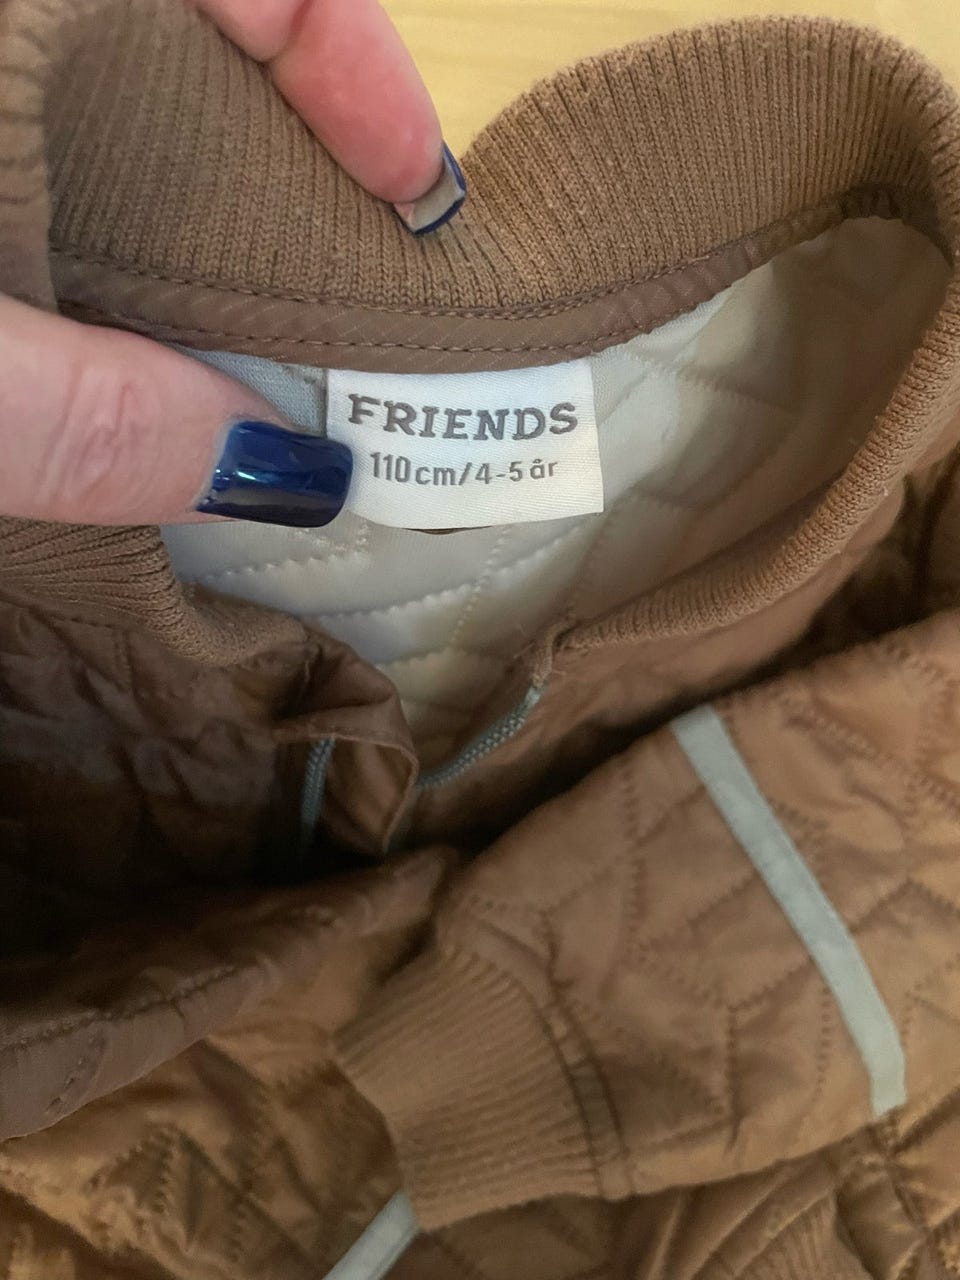 FRIENDS
110cm/4-5 år